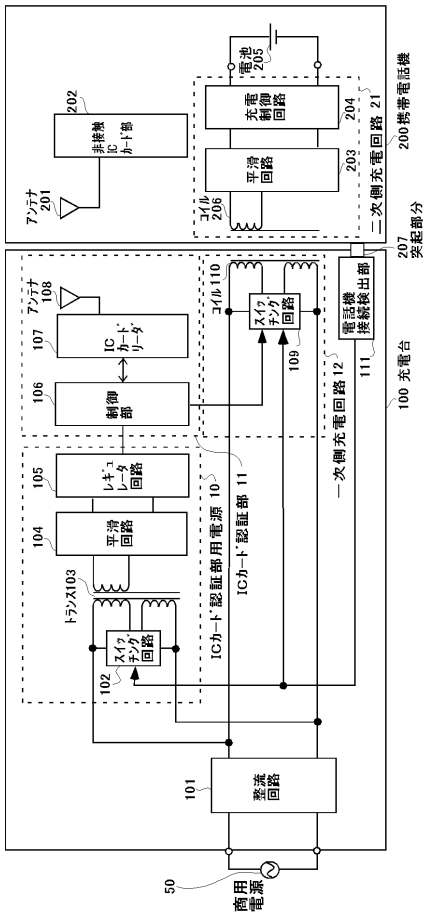 50
商用
電源
101
整流
回路
102
スイッ
チング
回路
トランス103
104
平滑
回路
105
レギュ
レータ
回路
ICカード認証部用電源 10
ICカード認証部 11
106
制御
部
107
ICカード
リーダ
アンテナ
108
コイル110
スイッ
チング
回路
109
一次側充電回路 12
電話機
接続検出部
111
100 充電台
207
突起部分
アンテナ
201
202
非接触
IC
カード部
コイル
206
平滑
回路
203
充電
制御
回路
204
電池
205
二次側充電回路 21
200 携帯電話機